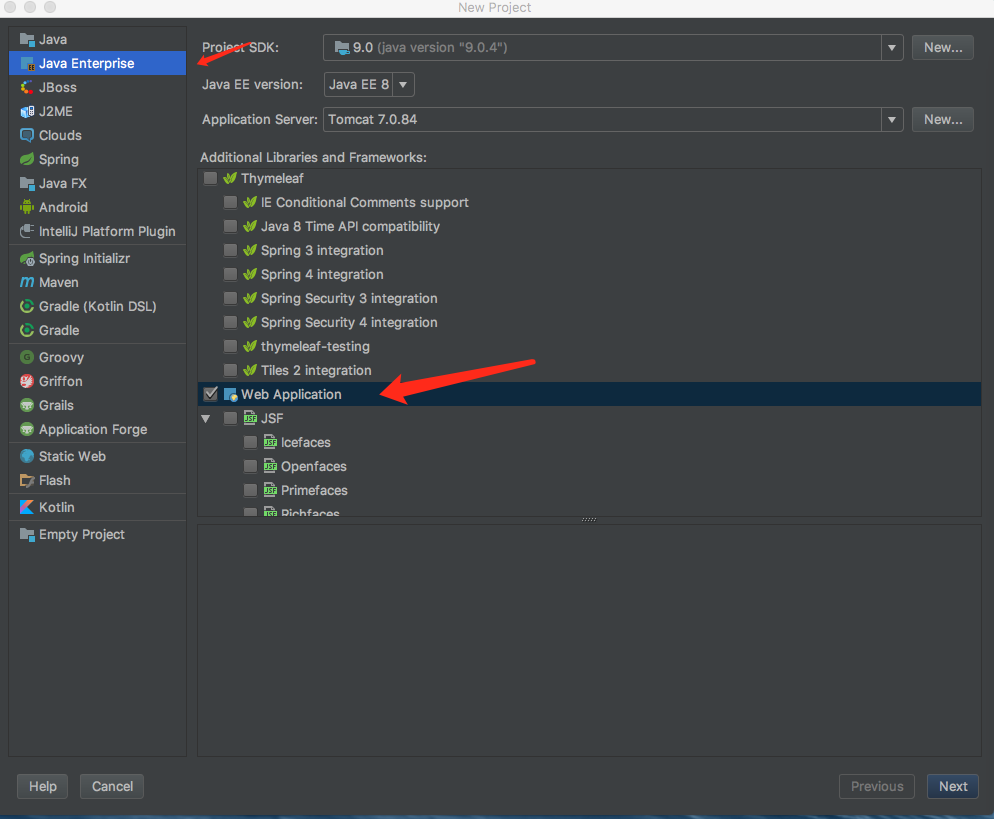 New Project
Java
Java Enterprise
JBoss
J2ME
Clouds
Spring
Java FX
Android
IntelliJ Platform Plugin
Spring Initializr
Maven
Gradle (Kotlin DSL)
Gradle
Groovy
Griffon
Grails
Application Forge
Static Web
Flash
Kotlin
Empty Project
Project SDK: 9.0 (java version "9.0.4") New...
Java EE version: Java EE 8
Application Server: Tomcat 7.0.84 New...
Additional Libraries and Frameworks:
Thymeleaf
IE Conditional Comments support
Java 8 Time API compatibility
Spring 3 integration
Spring 4 integration
Spring Security 3 integration
Spring Security 4 integration
thymeleaf-testing
Tiles 2 integration
Web Application
JSF
Icefaces
Openfaces
Primefaces
Richfaces
Help Cancel Previous Next